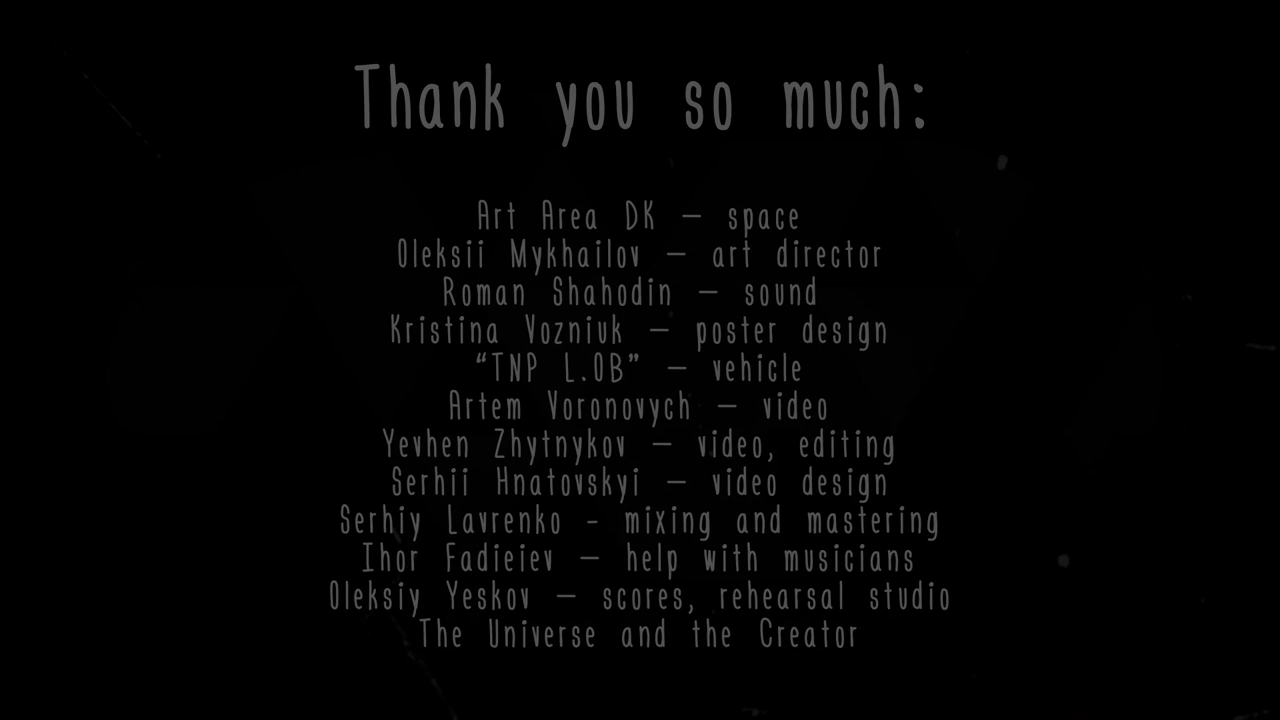 Thank you so much:
Art Area DK – space
Oleksii Mykhailov – art director
Roman Shahodin – sound
Kristina Vozniuk – poster design
“TNP L.OB” – vehicle
Artem Voronovych – video
Yevhen Zhytnykov – video, editing
Serhii Hnatovskyi – video design
Serhiy Lavrenko - mixing and mastering
Ihor Fadieiev – help with musicians
Oleksiy Yeskov – scores, rehearsal studio
The Universe and the Creator